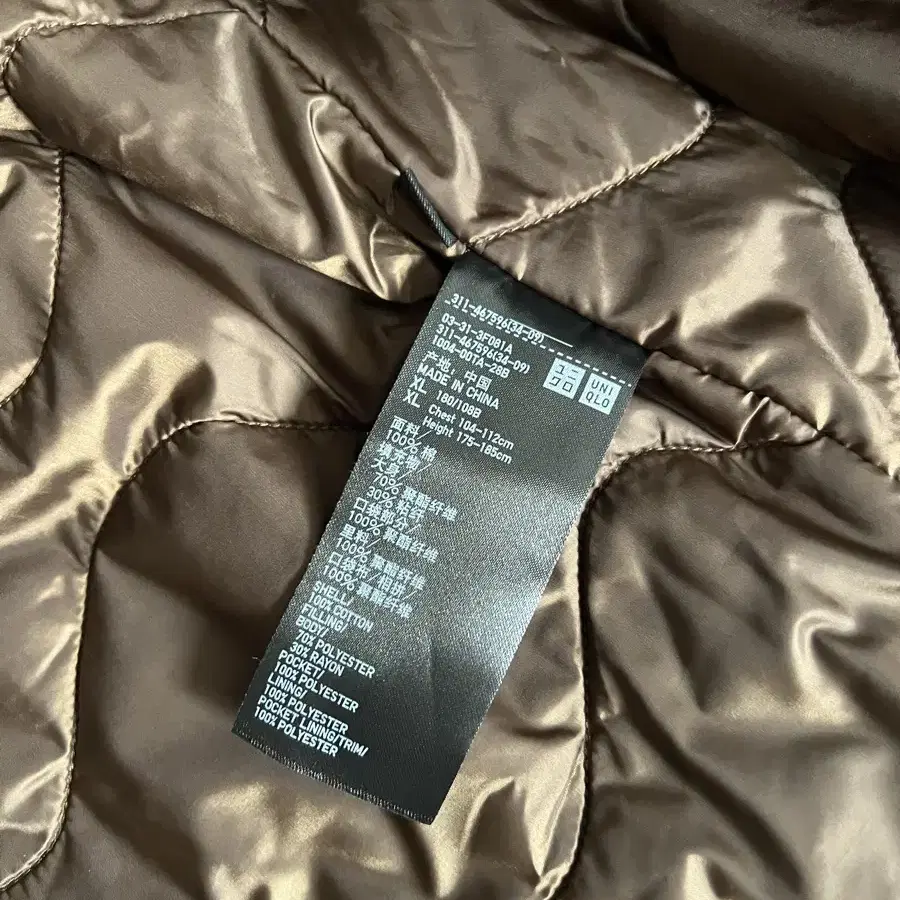 311-467596(34-09)
03-31-3F081A
311-467596(34-09)
1004-001A-28B
产地：中国
MADE IN CHINA
XL 180/108B
XL Chest 104-112cm
Height 175-185cm
ユニ
クロ
UNI
QLO
面料/
100% 棉
填充物/
大身/
70% 聚酯纤维
30% 粘纤
口袋部分/
100% 聚酯纤维
里料/
100% 聚酯纤维
100% 聚酯纤维
SHELL/
100% COTTON
FILLING/
BODY/
70% POLYESTER
30% RAYON
POCKET/
100% POLYESTER
LINING/
100% POLYESTER
POCKET LINING/TRIM/
100% POLYESTER